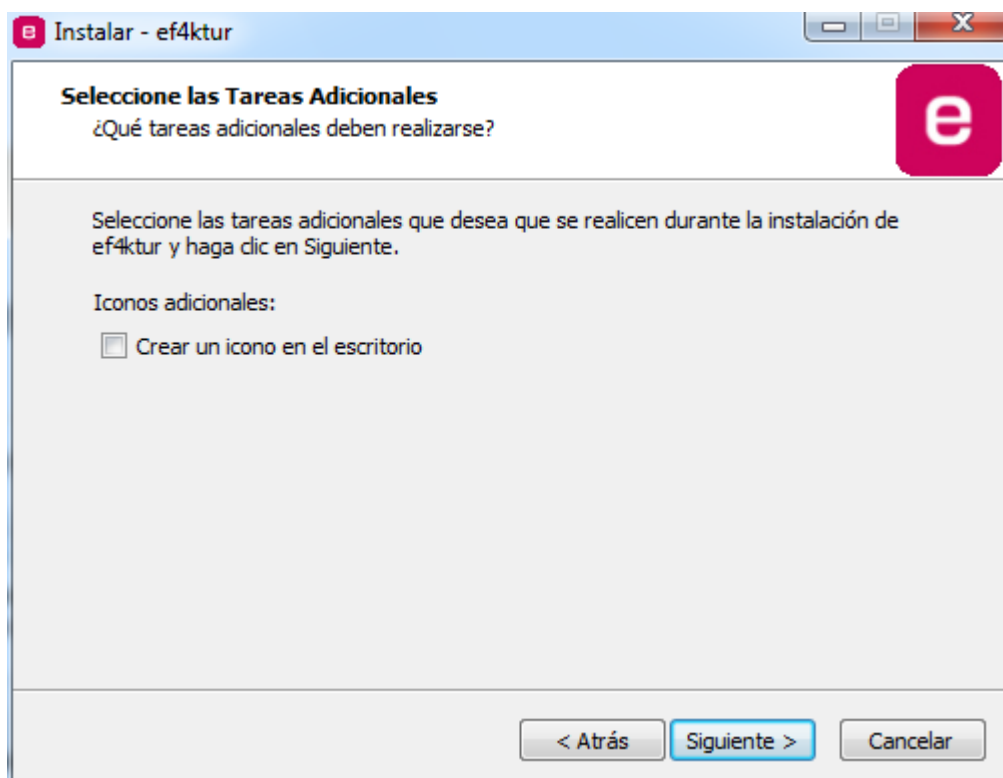 e Instalar - ef4ktur
X
Seleccione las Tareas Adicionales
¿Qué tareas adicionales deben realizarse?
e
Seleccione las tareas adicionales que desea que se realicen durante la instalación de
ef4ktur y haga clic en Siguiente.
Iconos adicionales:
Crear un icono en el escritorio
< Atrás Siguiente > Cancelar